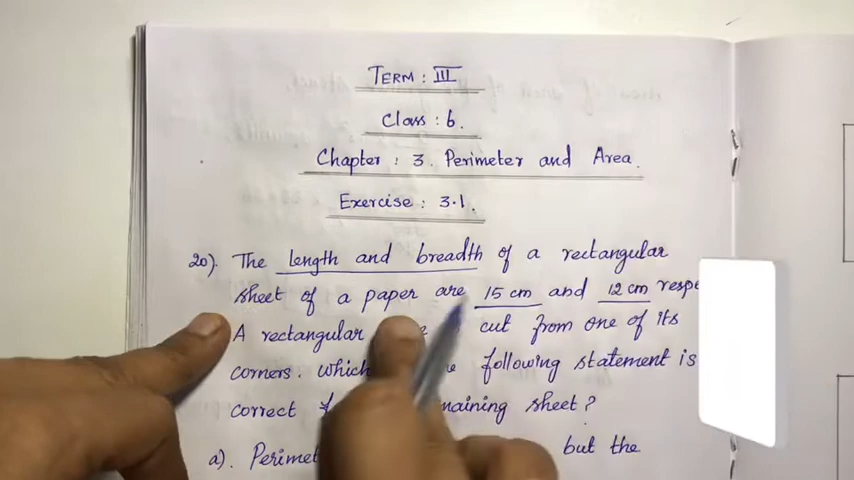 TERM : III
Class : 6.
Chapter : 3. Perimeter and Area.
Exercise : 3.1.
20). The length and breadth of a rectangular
sheet of a paper are 15 cm and 12 cm respe
A rectangular cut from one of its
corners. which following statement is
correct sheet?
a). but the